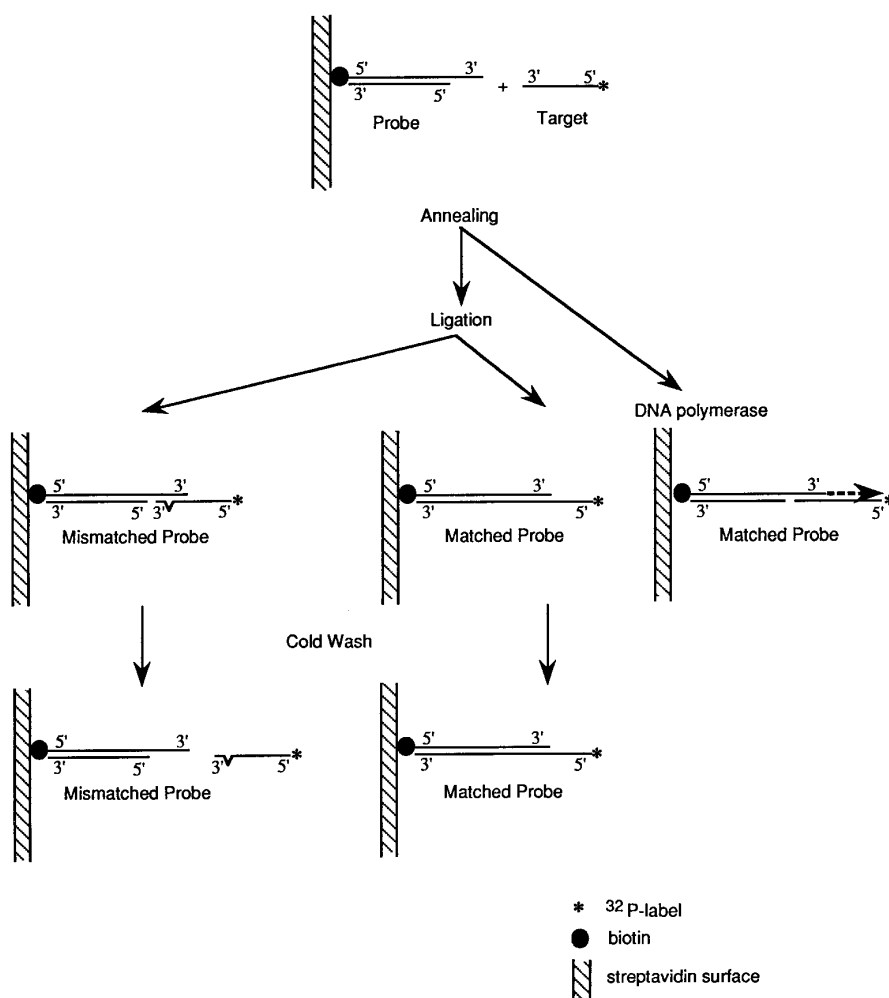 5' 3' 3' 5' *
3' 5' +
Probe Target
Annealing
Ligation
DNA polymerase
5' 3' *
3' 5' 3' 5'
Mismatched Probe
5' 3' *
3' 5'
Matched Probe
5' 3' *
3' 5'
Matched Probe
Cold Wash
5' 3' *
3' 5' 3' 5'
Mismatched Probe
5' 3' *
3' 5'
Matched Probe
* 32 P-label
biotin
streptavidin surface